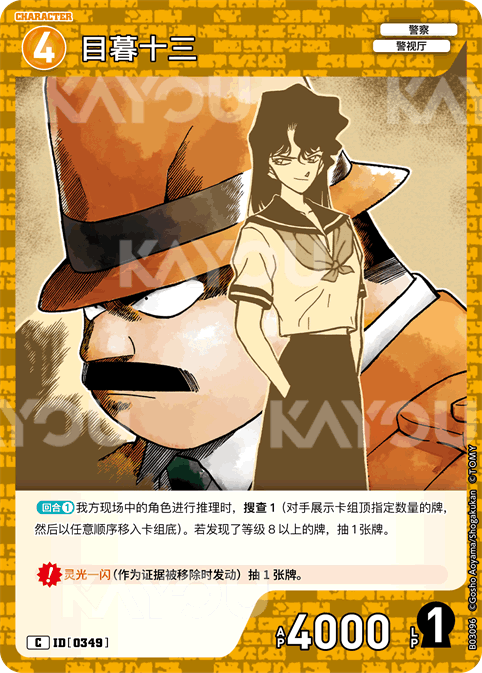 CHARACTER
4
目暮十三
警察
警视厅
KAYOU
KAYOU
KAYOU
KAYOU
KAYOU
回合1 我方现场中的角色进行推理时，搜查1（对手展示卡组顶指定数量的牌，
然后以任意顺序移入卡组底）。若发现了等级8以上的牌，抽1张牌。
灵光一闪(作为证据被移除时发动) 抽1张牌。
C
ID[0349]
AP 4000
LP 1
B03096 ©Gosho Aoyama/Shogakukan ©TOMY